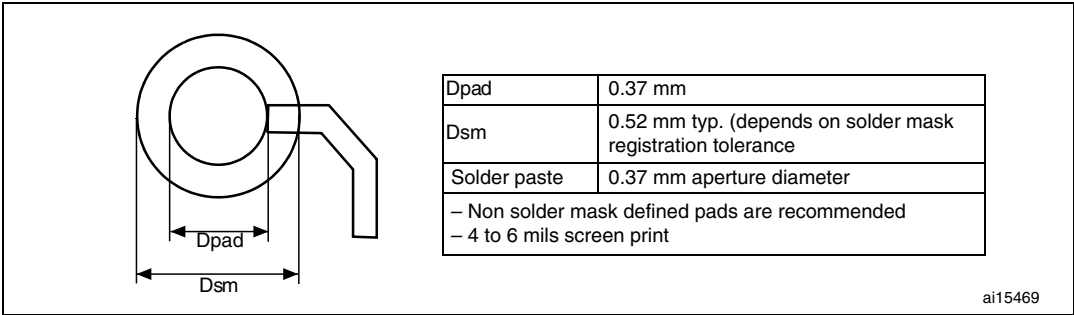 Dpad
Dsm
Dpad 0.37 mm
Dsm 0.52 mm typ. (depends on solder mask
registration tolerance
Solder paste 0.37 mm aperture diameter
– Non solder mask defined pads are recommended
– 4 to 6 mils screen print
ai15469